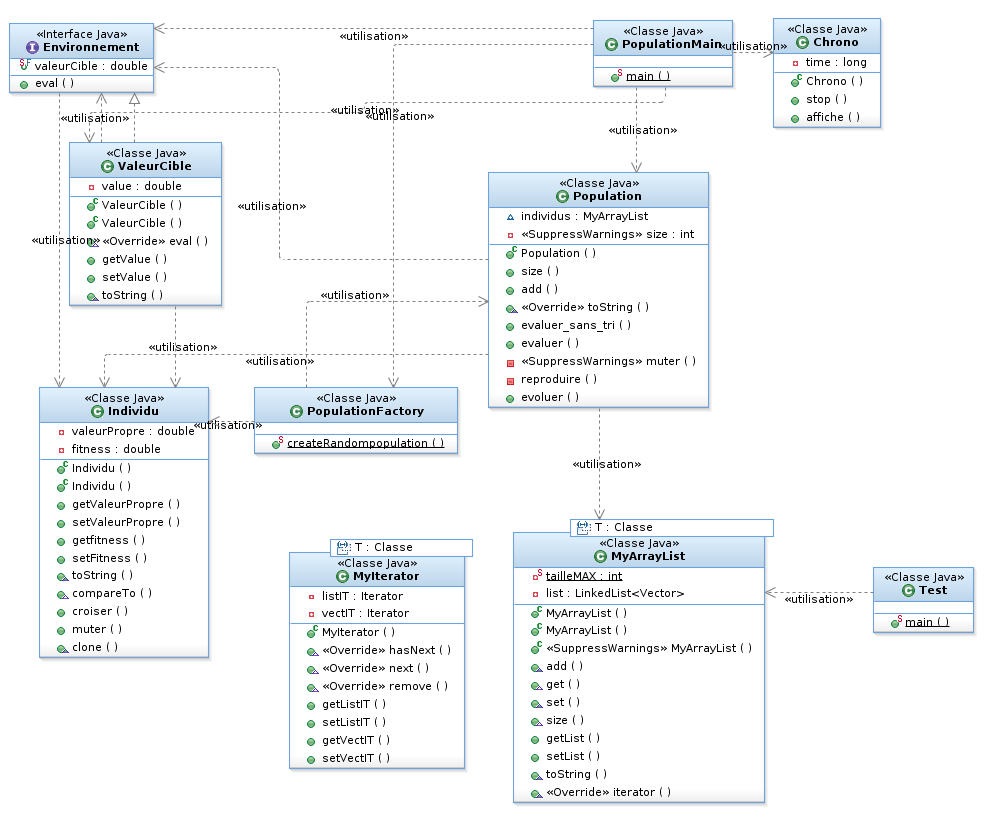 «Interface Java»
Environnement
valeurCible : double
eval ( )
«Classe Java»
PopulationMain
main ( )
«Classe Java»
Chrono
time : long
Chrono ( )
stop ( )
affiche ( )
«utilisation»
«utilisation»
«utilisation»
«utilisation»
«utilisation»
«utilisation»
«Classe Java»
ValeurCible
value : double
ValeurCible ( )
ValeurCible ( )
«Override» eval ( )
getValue ( )
setValue ( )
toString ( )
«utilisation»
«utilisation»
«Classe Java»
Population
individus : MyArrayList
«SuppressWarnings» size : int
Population ( )
size ( )
add ( )
«Override» toString ( )
evaluer_sans_tri ( )
evaluer ( )
«SuppressWarnings» muter ( )
reproduire ( )
evoluer ( )
«utilisation»
«utilisation»
«utilisation»
«Classe Java»
Individu
valeurPropre : double
fitness : double
Individu ( )
Individu ( )
getValeurPropre ( )
setValeurPropre ( )
getfitness ( )
setFitness ( )
toString ( )
compareTo ( )
croiser ( )
muter ( )
clone ( )
«utilisation»
«Classe Java»
PopulationFactory
createRandompopulation ( )
«utilisation»
T : Classe
«Classe Java»
MyIterator
listIT : Iterator
vectIT : Iterator
MyIterator ( )
«Override» hasNext ( )
«Override» next ( )
«Override» remove ( )
getListIT ( )
setListIT ( )
getVectIT ( )
setVectIT ( )
T : Classe
«Classe Java»
MyArrayList
tailleMAX : int
list : LinkedList<Vector>
MyArrayList ( )
MyArrayList ( )
«SuppressWarnings» MyArrayList ( )
add ( )
get ( )
set ( )
size ( )
getList ( )
setList ( )
toString ( )
«Override» iterator ( )
«utilisation»
«Classe Java»
Test
main ( )